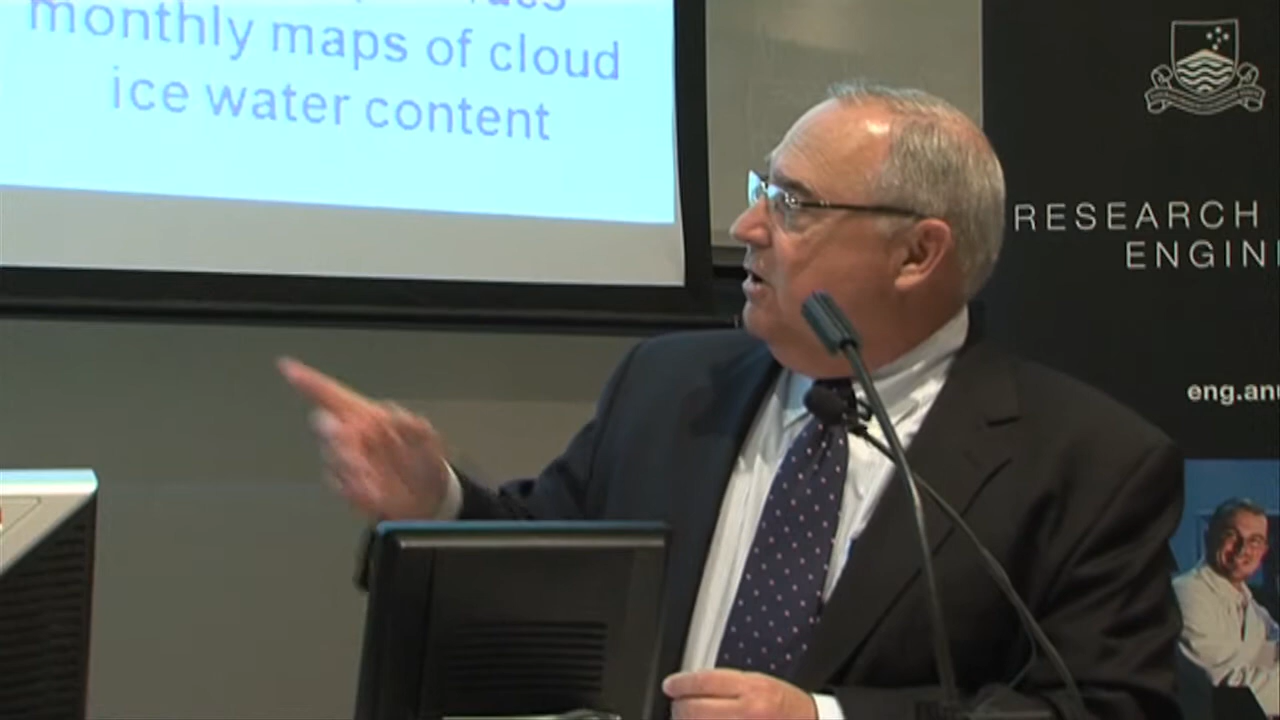 monthly maps of cloud
ice water content
RESEARCH
ENGIN
eng.anu